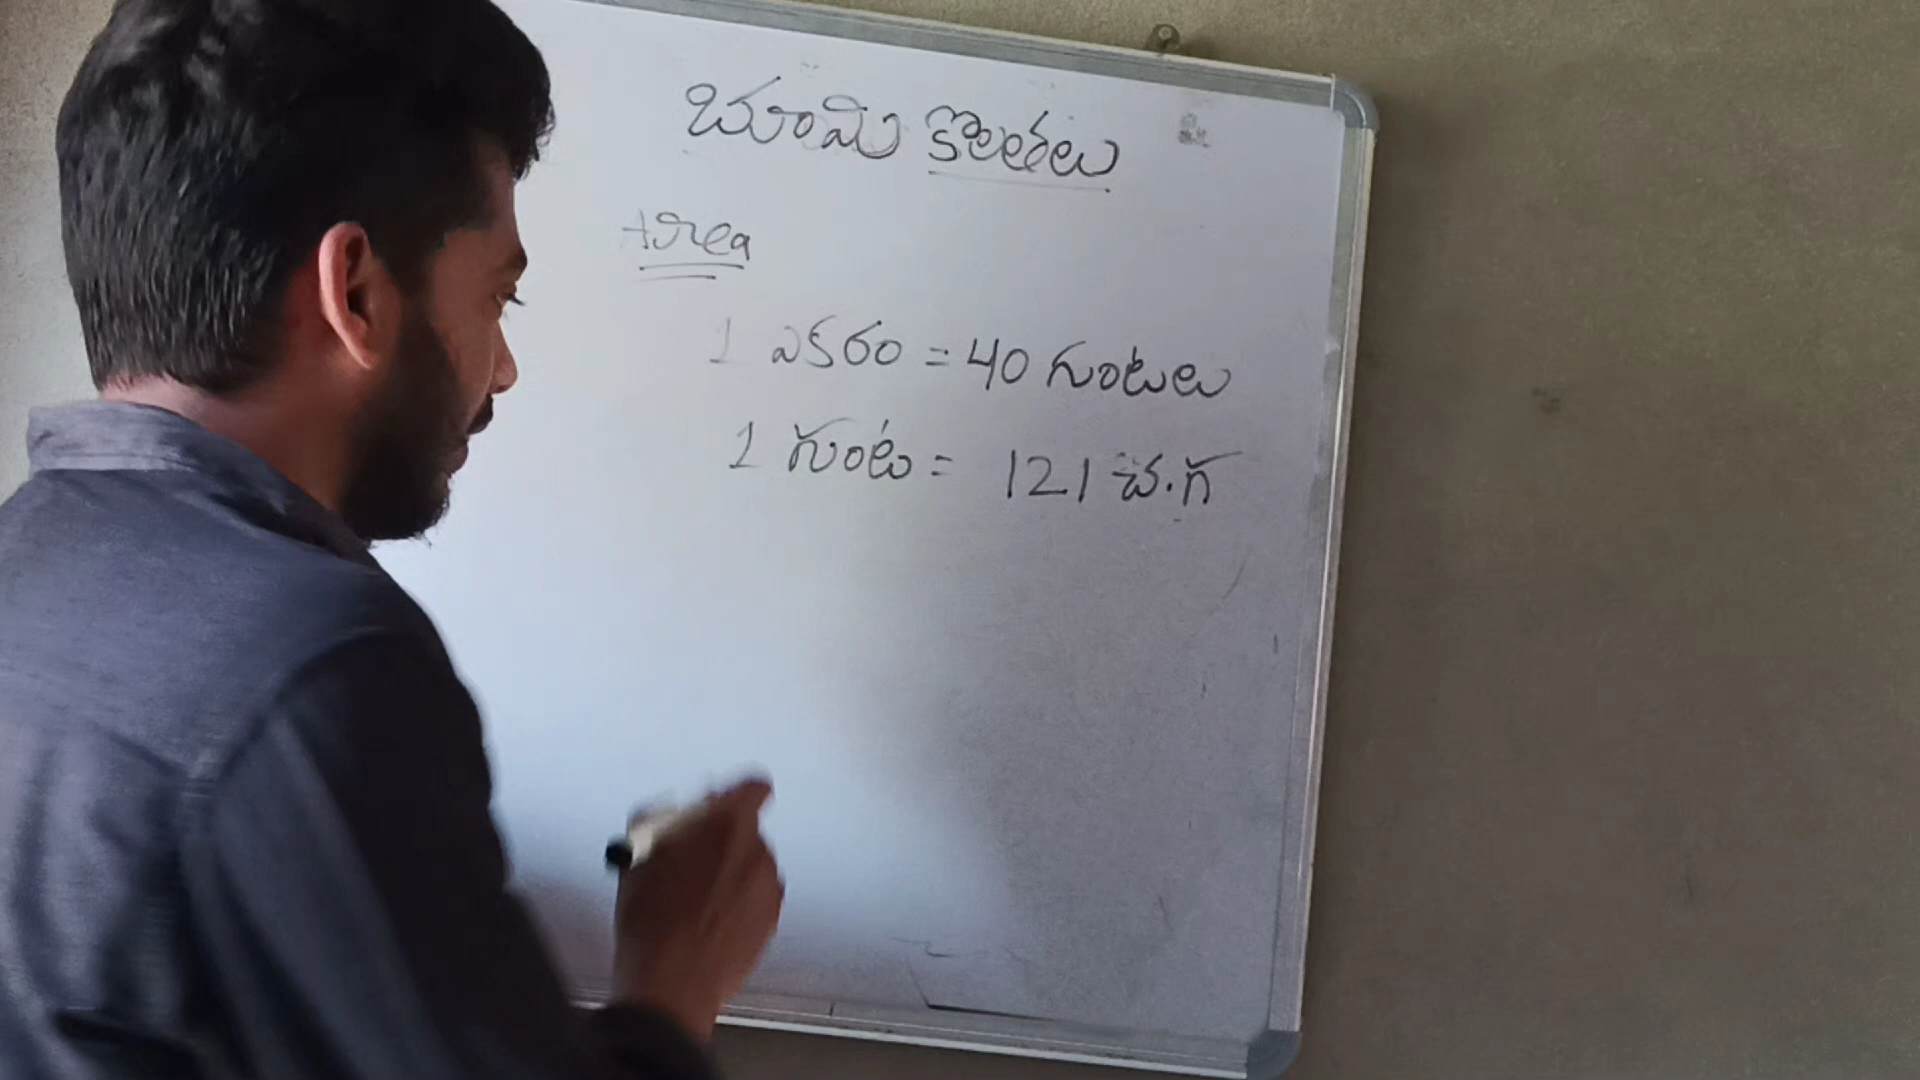 భూమి కొలతలు
Area
1 ఎకరం = 40 గుంటలు
1 గుంట = 121 చ.గ